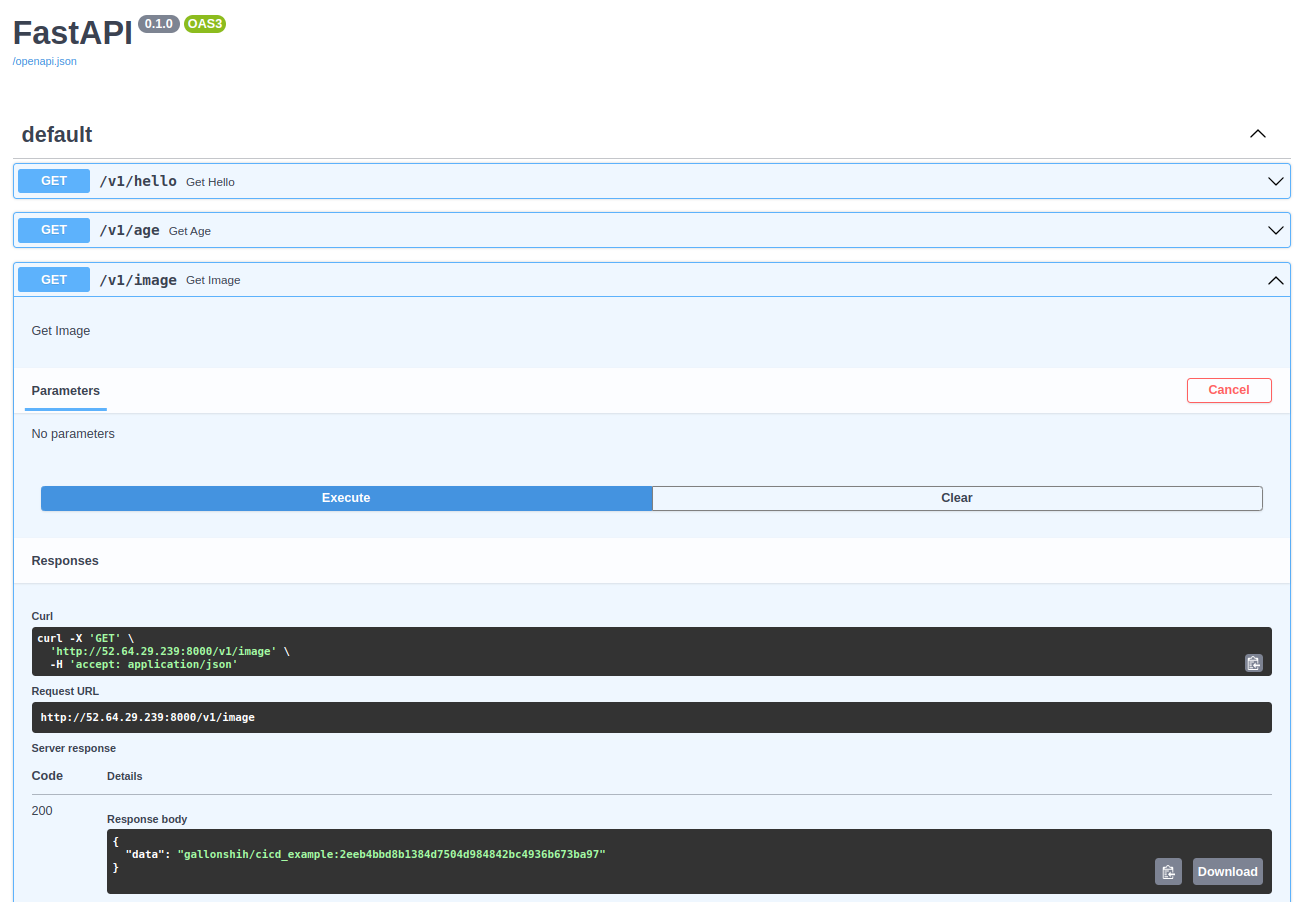 FastAPI 0.1.0 OAS3
/openapi.json
default
GET /v1/hello Get Hello
GET /v1/age Get Age
GET /v1/image Get Image
Get Image
Parameters Cancel
No parameters
Execute Clear
Responses
Curl
curl -X 'GET' \
  'http://52.64.29.239:8000/v1/image' \
  -H 'accept: application/json'
Request URL
http://52.64.29.239:8000/v1/image
Server response
Code Details
200
Response body
{
  "data": "gallonshih/cicd_example:2eeb4bbd8b1384d7504d984842bc4936b673ba97"
}
Download